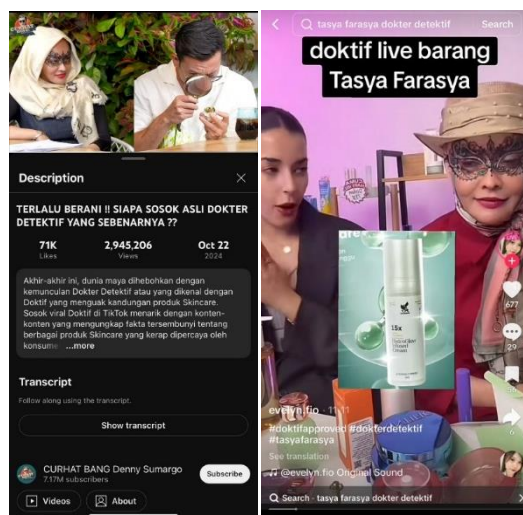 Description
TERLALU BERANI !! SIAPA SOSOK ASLI DOKTER
DETEKTIF YANG SEBENARNYA ??
71K
Likes
2,945,206
Views
Oct 22
2024
Akhir-akhir ini, dunia maya dihebohkan dengan
kemunculan Dokter Detektif atau yang dikenal dengan
Doktif yang menguak kandungan produk Skincare.
Sosok viral Doktif di TikTok menarik dengan konten-
konten yang mengungkap fakta tersembunyi tentang
berbagai produk Skincare yang kerap dipercaya oleh
konsume ...more
Transcript
Follow along using the transcript.
Show transcript
CURHAT BANG Denny Sumargo
7.17M subscribers
Subscribe
Videos
About
tasya farasya dokter detektif
Search
doktif live barang
Tasya Farasya
15x
677
29
6
evelyn.fio · 11-11
#doktifapproved #dokterdetektif
#tasyafarasya
See translation
@evelyn.fio Original Sound
Search · tasya farasya dokter detektif